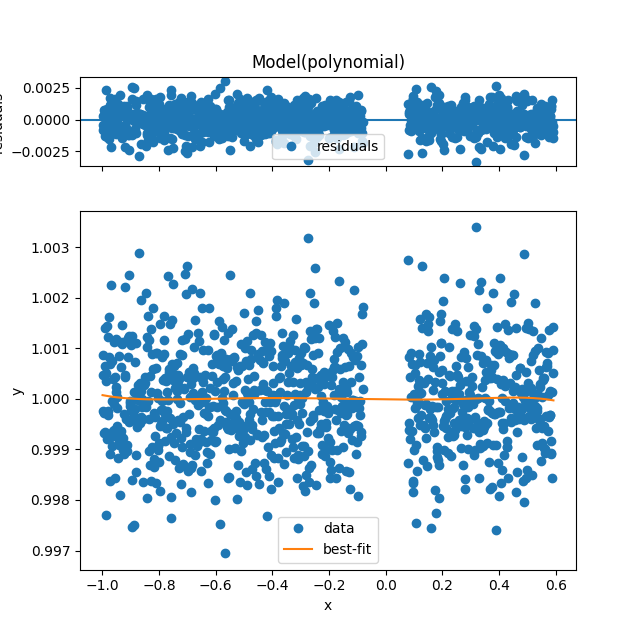 Model(polynomial)
0.0025
0.0000
−0.0025
residuals
residuals
1.003
1.002
1.001
1.000
0.999
0.998
0.997
y
data
best-fit
−1.0 −0.8 −0.6 −0.4 −0.2 0.0 0.2 0.4 0.6
x